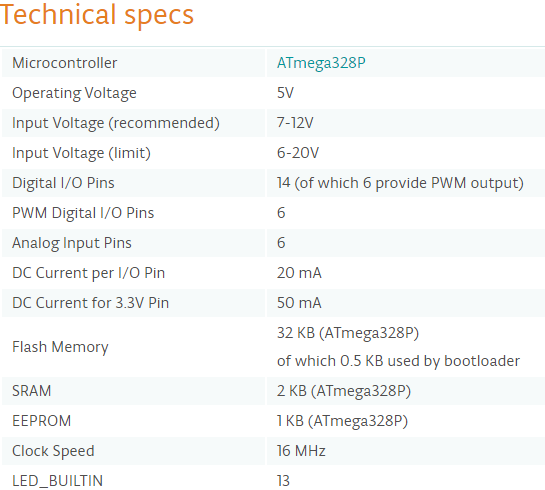 Technical specs
Microcontroller ATmega328P
Operating Voltage 5V
Input Voltage (recommended) 7-12V
Input Voltage (limit) 6-20V
Digital I/O Pins 14 (of which 6 provide PWM output)
PWM Digital I/O Pins 6
Analog Input Pins 6
DC Current per I/O Pin 20 mA
DC Current for 3.3V Pin 50 mA
Flash Memory 32 KB (ATmega328P)
of which 0.5 KB used by bootloader
SRAM 2 KB (ATmega328P)
EEPROM 1 KB (ATmega328P)
Clock Speed 16 MHz
LED_BUILTIN 13